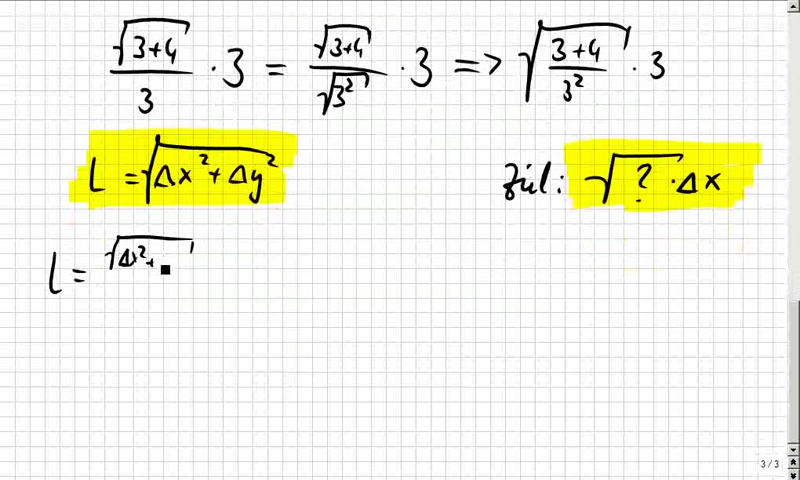 √(3+4)/3 · 3 = √(3+4)/√(3²) · 3 => √((3+4)/3²) · 3
L = √(Δx² + Δy²) Ziel: √(?) · Δx
L = √(Δx² +
3/3